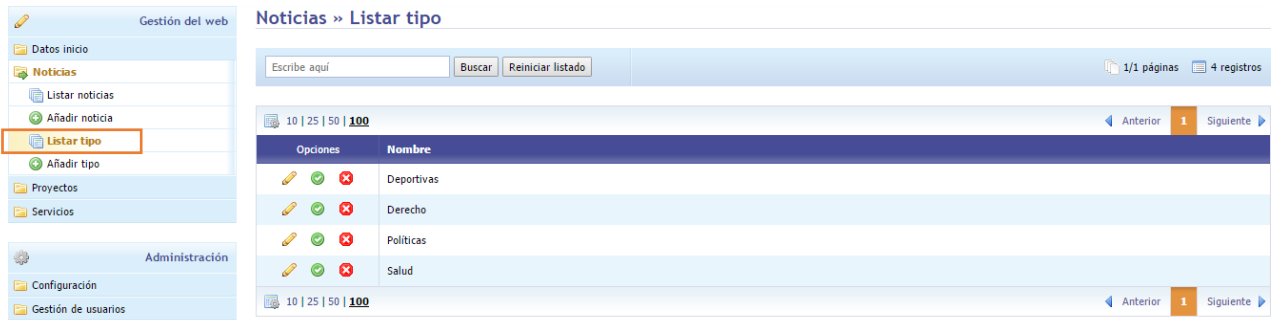 Gestión del web
Datos inicio
Noticias
Listar noticias
Añadir noticia
Listar tipo
Añadir tipo
Proyectos
Servicios
Administración
Configuración
Gestión de usuarios
Noticias » Listar tipo
Escribe aquí Buscar Reiniciar listado 1/1 páginas 4 registros
10 | 25 | 50 | 100 Anterior 1 Siguiente
Opciones Nombre
Deportivas
Derecho
Políticas
Salud
10 | 25 | 50 | 100 Anterior 1 Siguiente